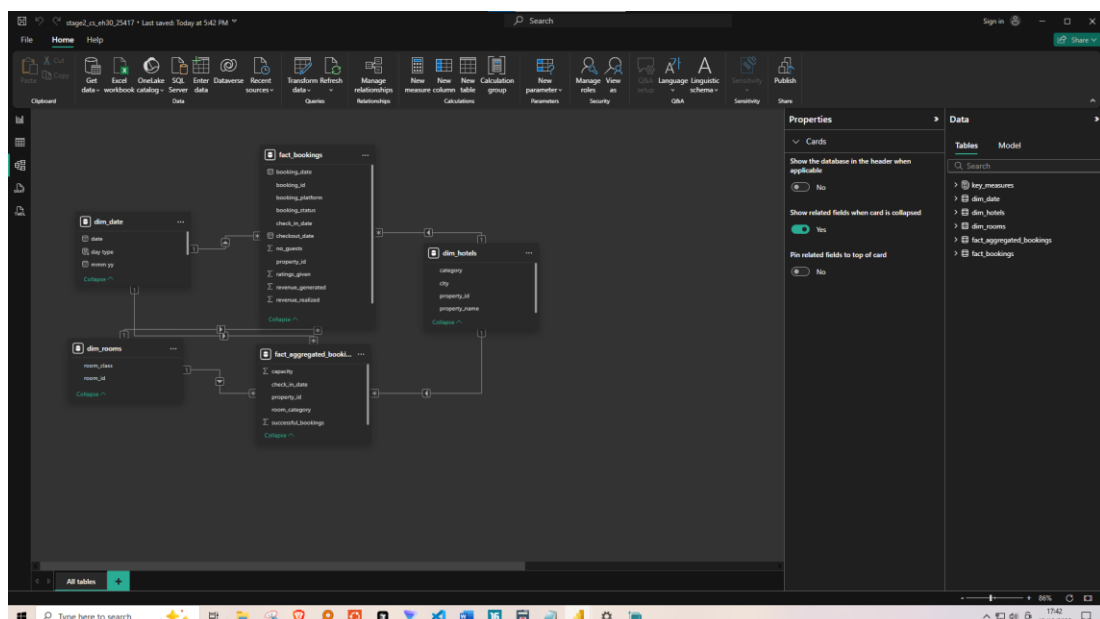 stage2_cs_eh30_25417 • Last saved: Today at 5:42 PM
Search
Sign in
File Home Help
Share
Paste
Cut
Copy
Get data
Excel workbook
OneLake catalog
SQL Server
Enter data
Dataverse
Recent sources
Transform data
Refresh
Manage relationships
New measure
New column
New table
Calculation group
New parameter
Manage roles
View as
Q&A setup
Language
Linguistic schema
Sensitivity
Publish
Clipboard
Data
Queries
Relationships
Calculations
Parameters
Security
Q&A
Sensitivity
Share
fact_bookings
booking_date
booking_id
booking_platform
booking_status
check_in_date
checkout_date
no_guests
property_id
ratings_given
revenue_generated
revenue_realized
Collapse
dim_date
date
day type
mmm yy
Collapse
dim_hotels
category
city
property_id
property_name
Collapse
dim_rooms
room_class
room_id
Collapse
fact_aggregated_booki...
capacity
check_in_date
property_id
room_category
successful_bookings
Collapse
Properties
Cards
Show the database in the header when
applicable
No
Show related fields when card is collapsed
Yes
Pin related fields to top of card
No
Data
Tables Model
Search
key_measures
dim_date
dim_hotels
dim_rooms
fact_aggregated_bookings
fact_bookings
All tables
86%
Type here to search
17:42